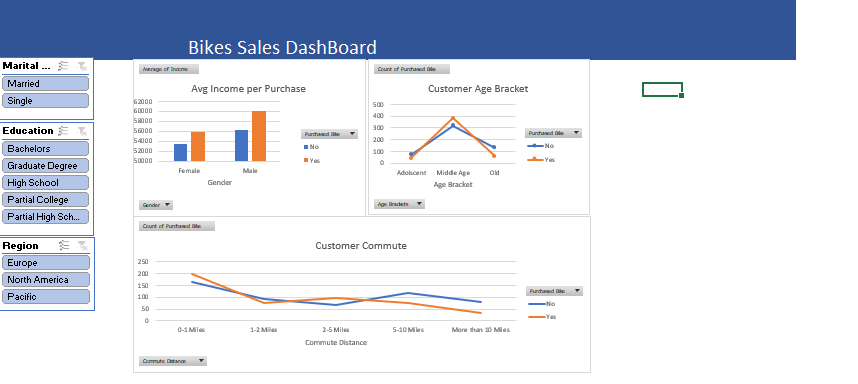 Bikes Sales DashBoard
Marital ...
Married
Single
Education
Bachelors
Graduate Degree
High School
Partial College
Partial High Sch...
Region
Europe
North America
Pacific
Average of Income
Avg Income per Purchase
62000
60000
58000
56000
54000
52000
50000
Female
Male
Gender
Purchased Bike
No
Yes
Gender
Count of Purchased Bike
Customer Age Bracket
500
400
300
200
100
0
Adolscent
Middle Age
Old
Age Bracket
Purchased Bike
No
Yes
Age Brackets
Count of Purchased Bike
Customer Commute
250
200
150
100
50
0
0-1 Miles
1-2 Miles
2-5 Miles
5-10 Miles
More than 10 Miles
Commute Distance
Purchased Bike
No
Yes
Commute Distance